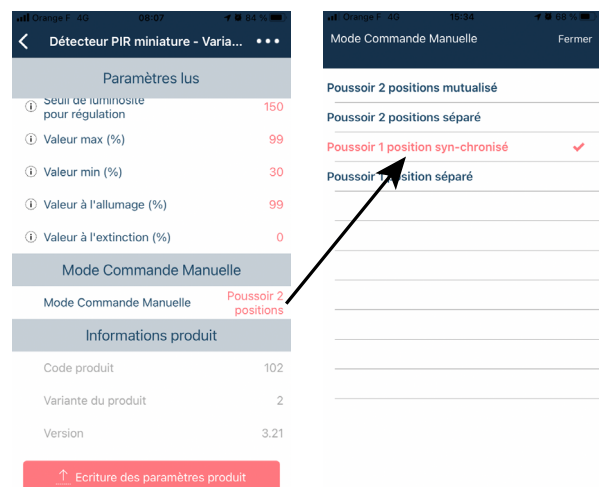 Orange F 4G 08:07 84 %
Détecteur PIR miniature - Varia...
Paramètres lus
Seuil de luminosité
pour régulation 150
Valeur max (%) 99
Valeur min (%) 30
Valeur à l'allumage (%) 99
Valeur à l'extinction (%) 0
Mode Commande Manuelle
Mode Commande Manuelle Poussoir 2
positions
Informations produit
Code produit 102
Variante du produit 2
Version 3.21
Ecriture des paramètres produit
Orange F 4G 15:34 68 %
Mode Commande Manuelle Fermer
Poussoir 2 positions mutualisé
Poussoir 2 positions séparé
Poussoir 1 position syn-chronisé
Poussoir 1 position séparé